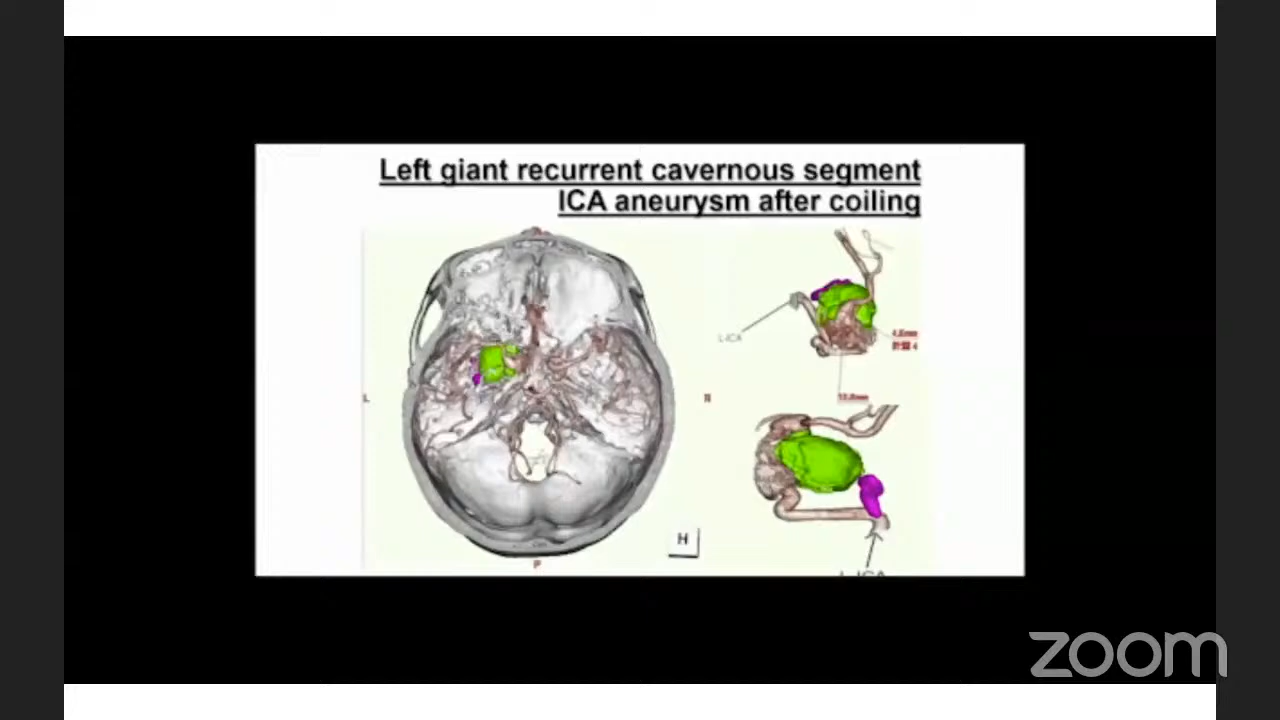 Left giant recurrent cavernous segment
ICA aneurysm after coiling
L-ICA
L
H
P
zoom